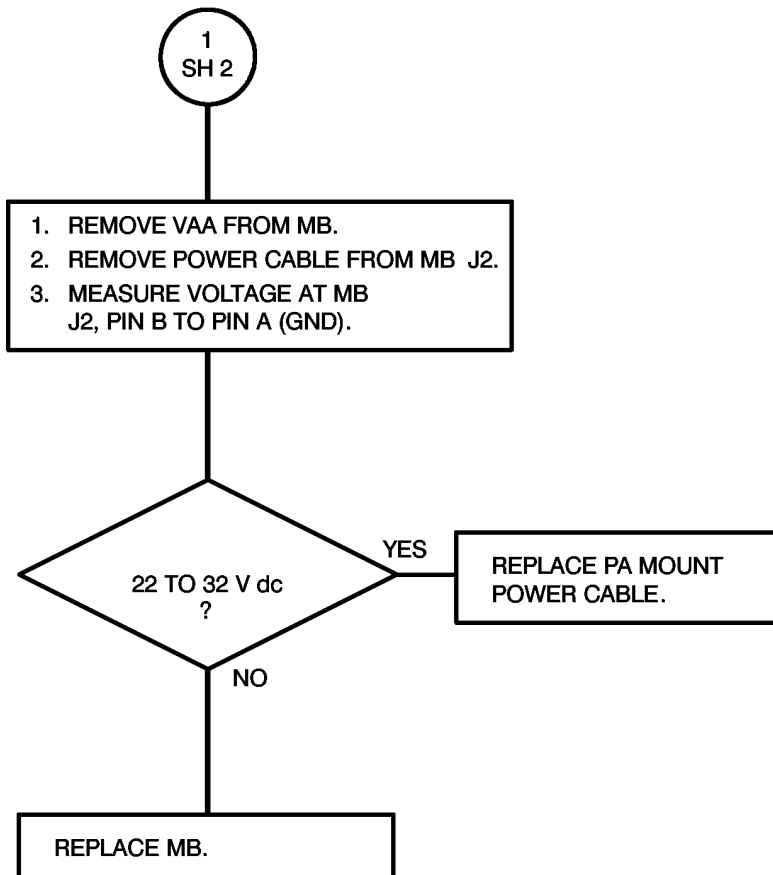 1
SH 2
1. REMOVE VAA FROM MB.
2. REMOVE POWER CABLE FROM MB J2.
3. MEASURE VOLTAGE AT MB
J2, PIN B TO PIN A (GND).
22 TO 32 V dc
?
YES
REPLACE PA MOUNT
POWER CABLE.
NO
REPLACE MB.